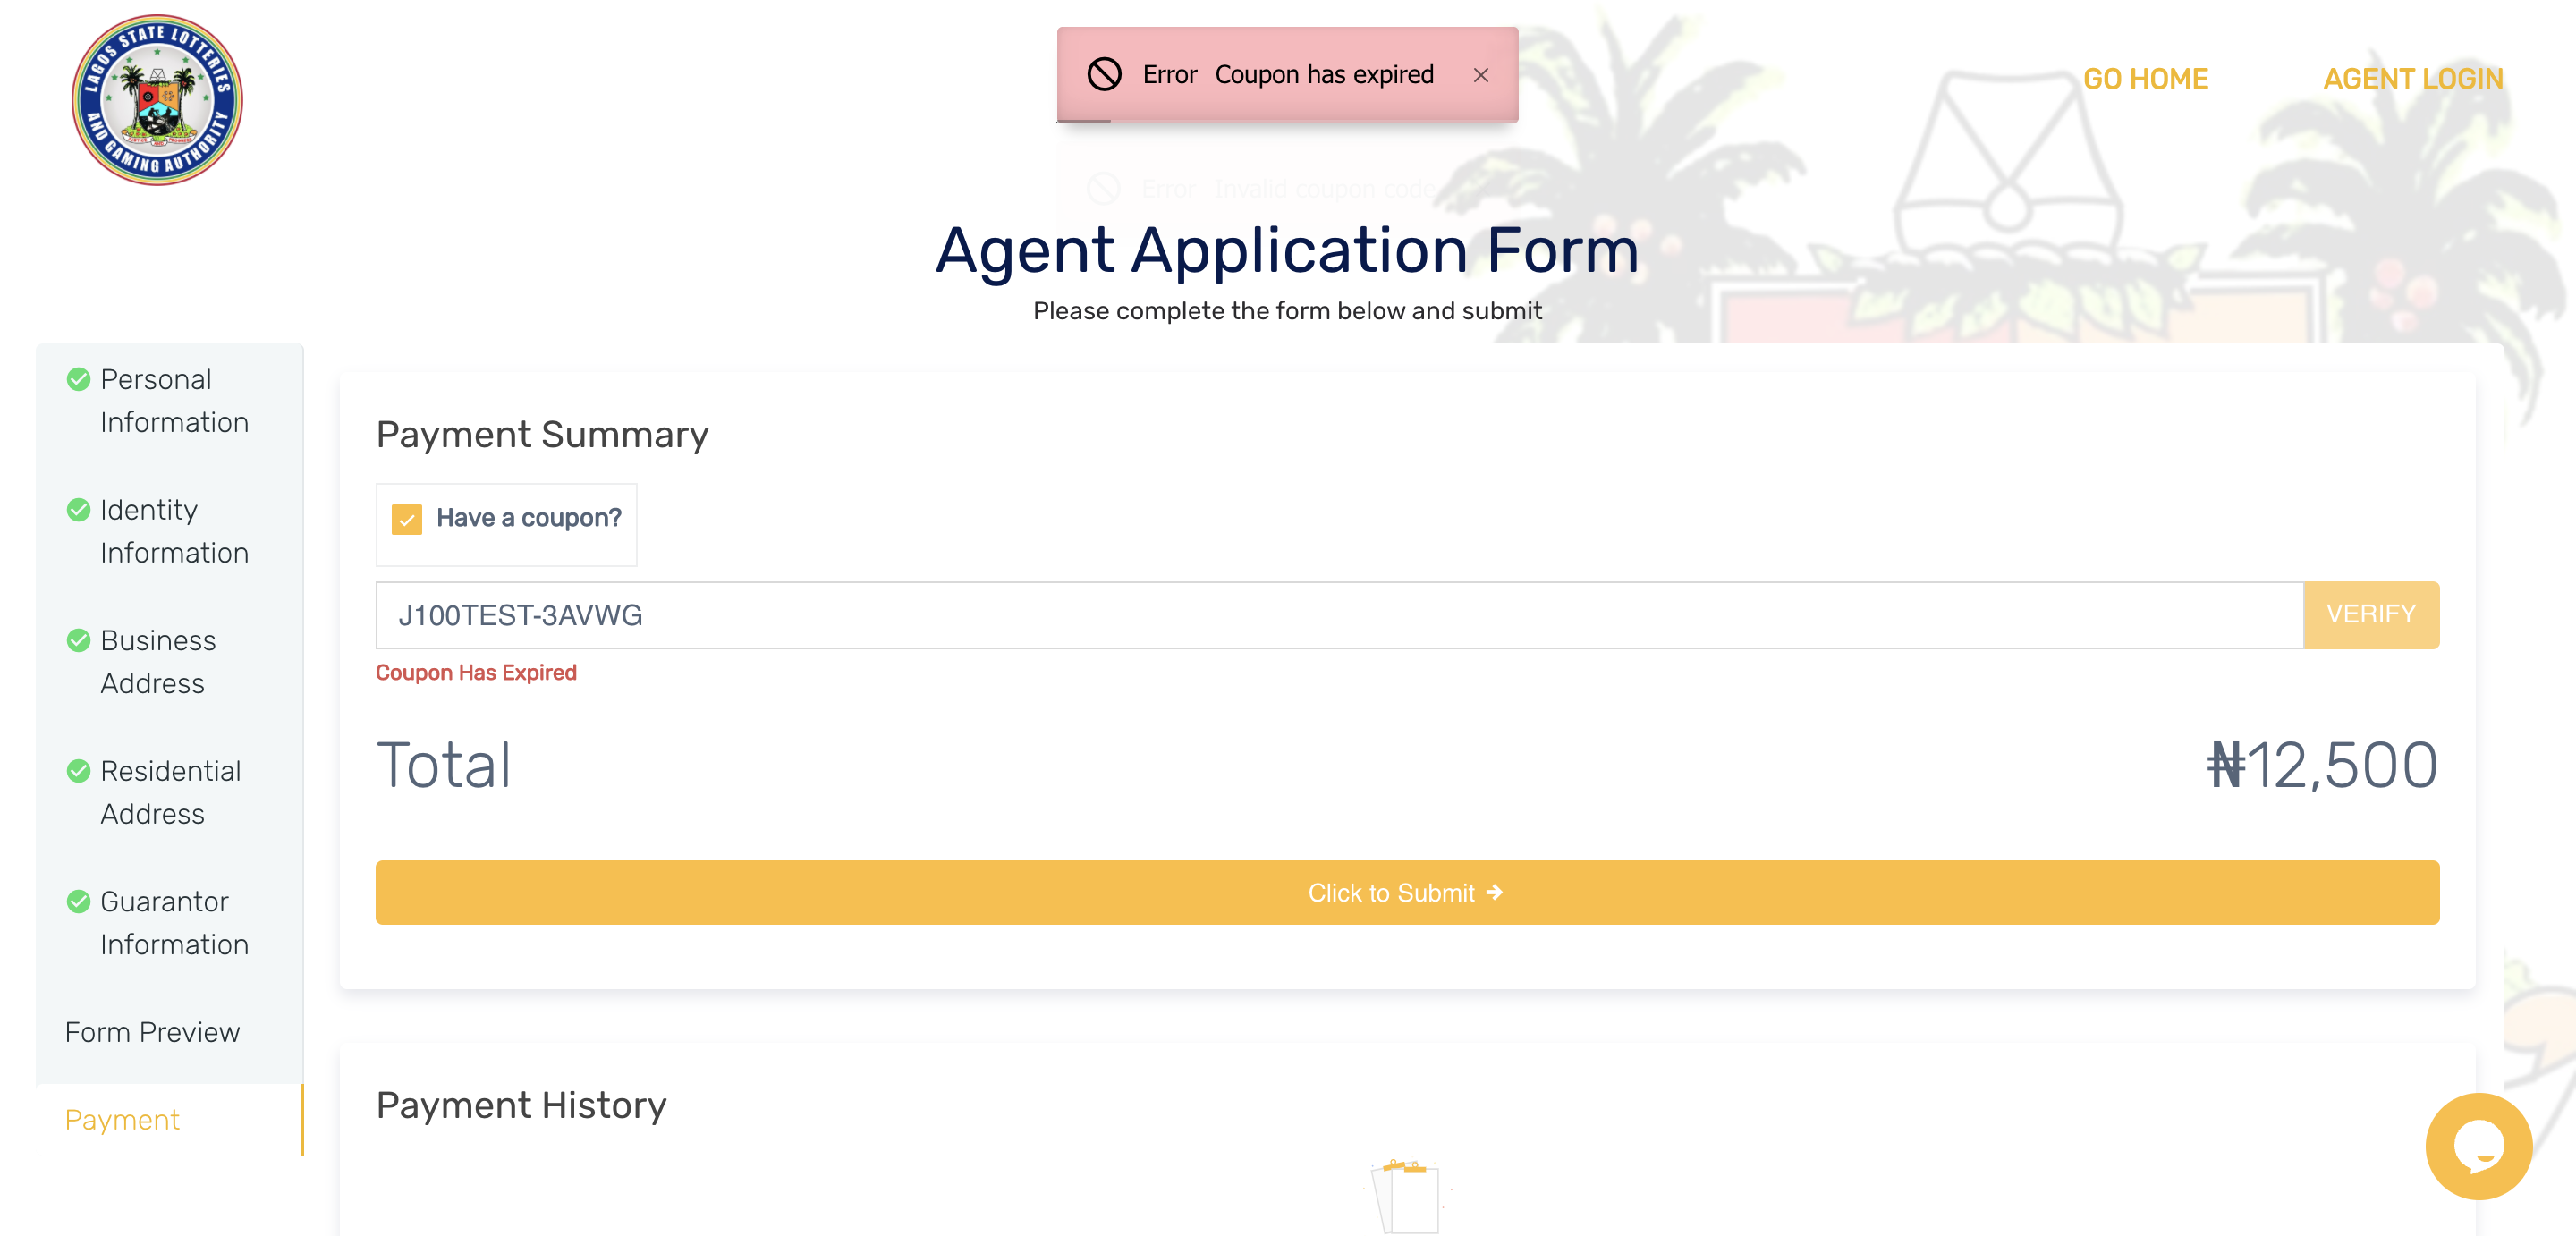 LAGOS STATE LOTTERIES
AND GAMING AUTHORITY
Error Coupon has expired
GO HOME
AGENT LOGIN
Error Invalid coupon code
Agent Application Form
Please complete the form below and submit
Personal
Information
Identity
Information
Business
Address
Residential
Address
Guarantor
Information
Form Preview
Payment
Payment Summary
Have a coupon?
J100TEST-3AVWG
VERIFY
Coupon Has Expired
Total
₦12,500
Click to Submit
Payment History